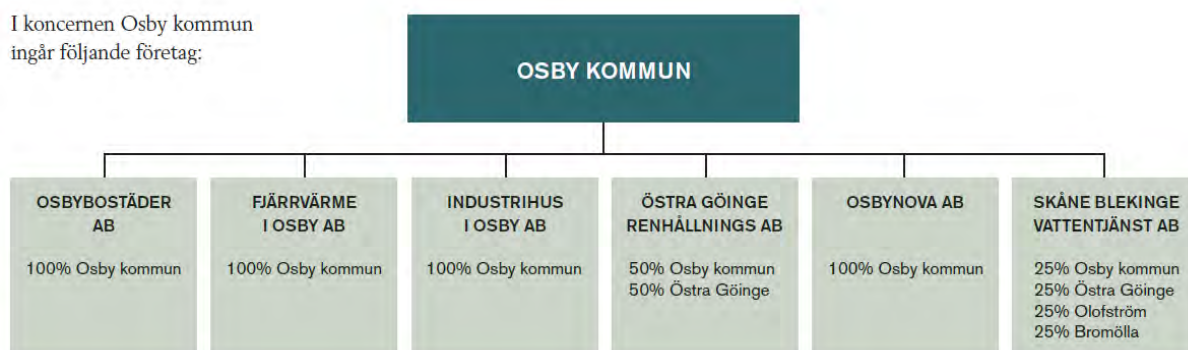 I koncernen Osby kommun
ingår följande företag:
OSBY KOMMUN
OSBYBOSTÄDER
AB
100% Osby kommun
FJÄRRVÄRME
I OSBY AB
100% Osby kommun
INDUSTRIHUS
I OSBY AB
100% Osby kommun
ÖSTRA GÖINGE
RENHÅLLNINGS AB
50% Osby kommun
50% Östra Göinge
OSBYNOVA AB
100% Osby kommun
SKÅNE BLEKINGE
VATTENTJÄNST AB
25% Osby kommun
25% Östra Göinge
25% Olofström
25% Bromölla